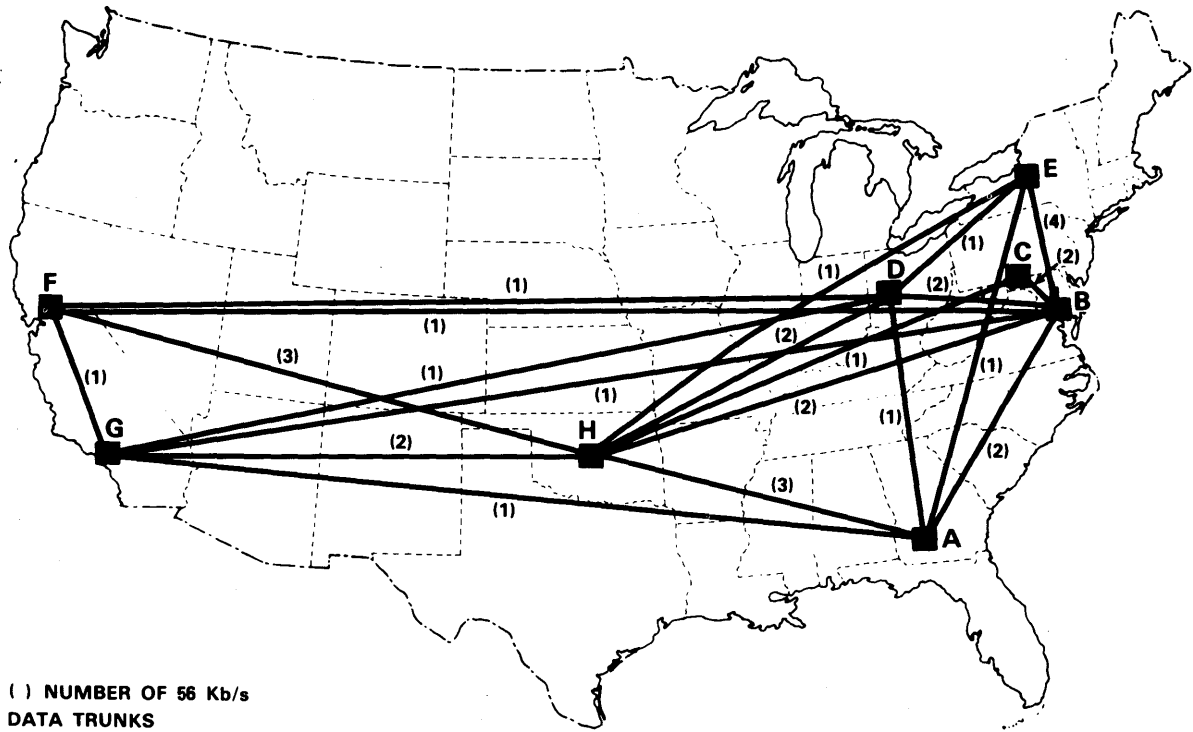 E
(4)
(1)
C
(2)
D
(1)
(2)
F
(1)
B
(1)
(2)
(3)
(1)
(1)
(1)
(1)
(1)
(2)
(1)
G
H
(2)
(2)
(3)
(1)
A
( ) NUMBER OF 56 Kb/s
DATA TRUNKS